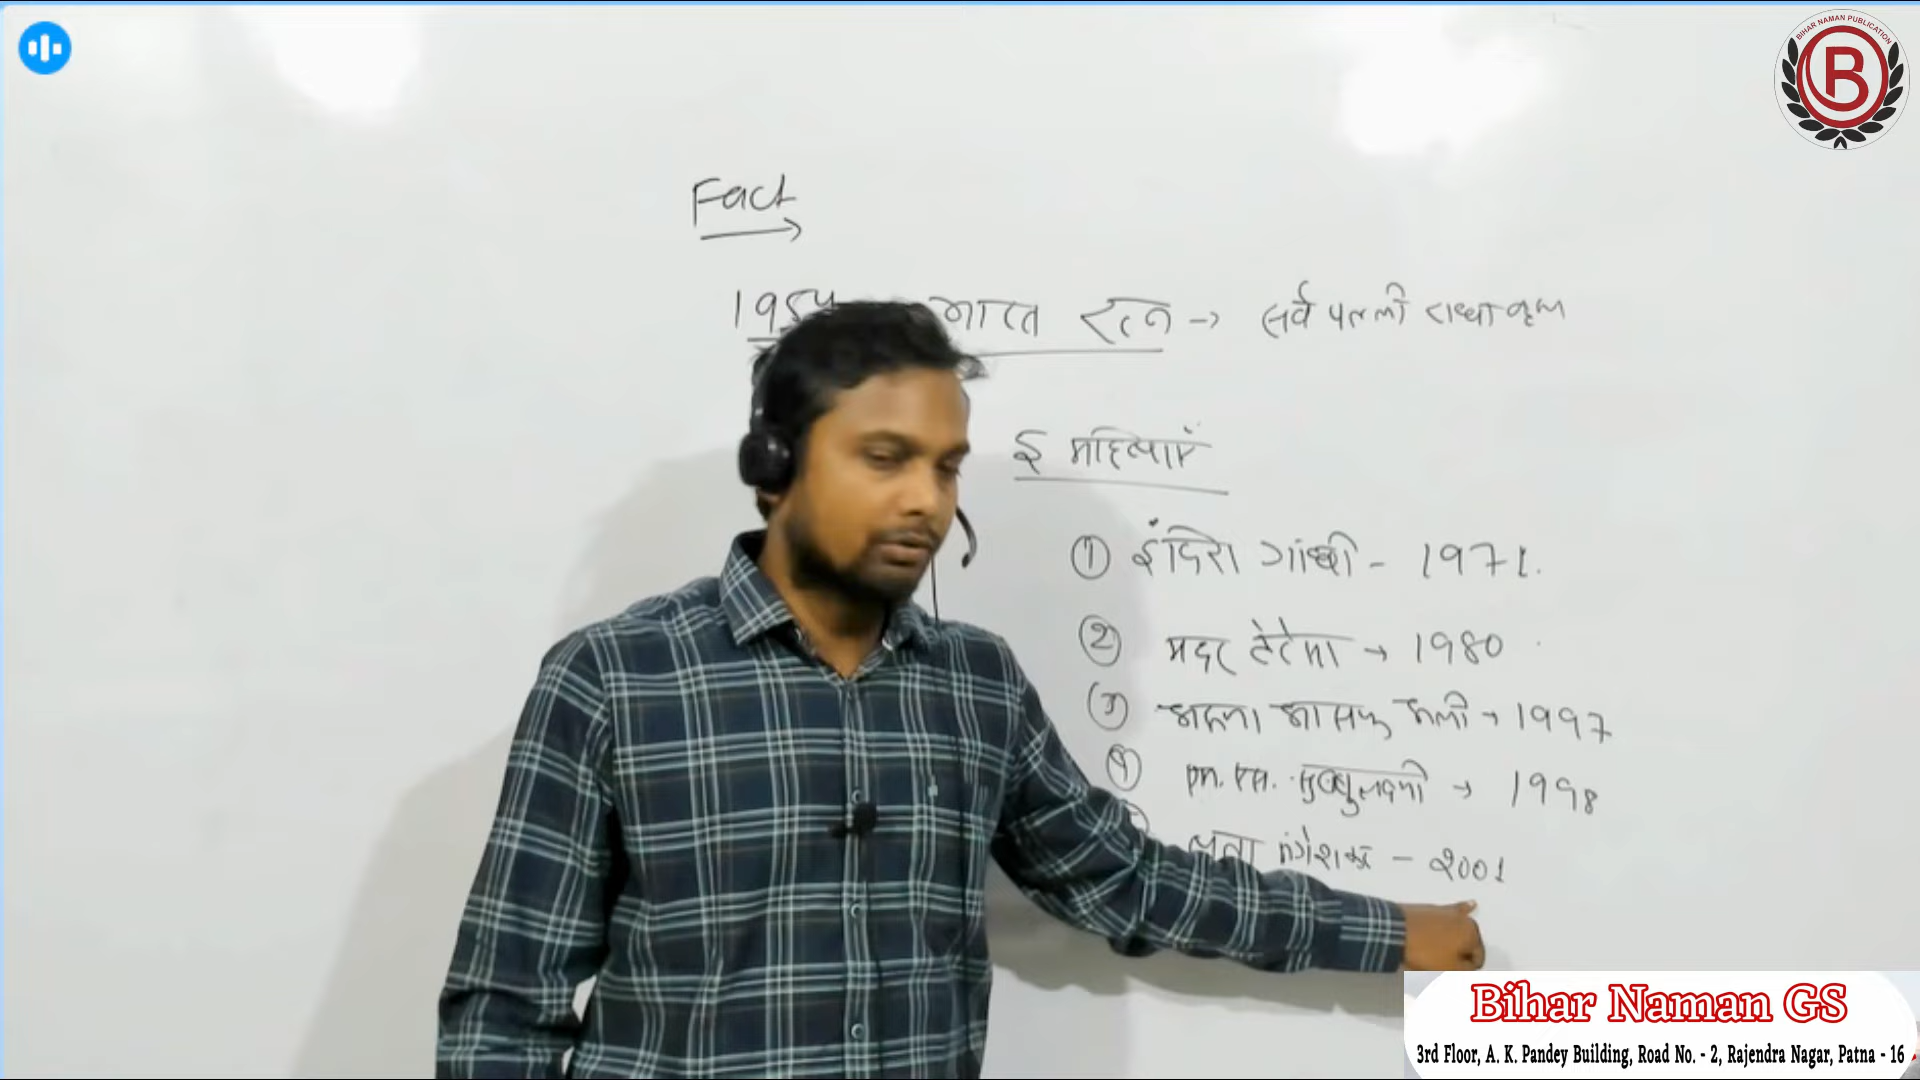 BIHAR NAMAN PUBLICATION
B
Fact
1954 भारत रत्न → सर्व पल्ली राधाकृष्ण
5 महिलाएँ
① इंदिरा गांधी - 1971.
② मदर टेरेसा → 1980
③ अरूणा आसफ अली → 1997
④ एम. एस. सुब्बुलक्ष्मी → 1998
लता मंगेशकर - 2001
Bihar Naman GS
3rd Floor, A. K. Pandey Building, Road No. - 2, Rajendra Nagar, Patna - 16